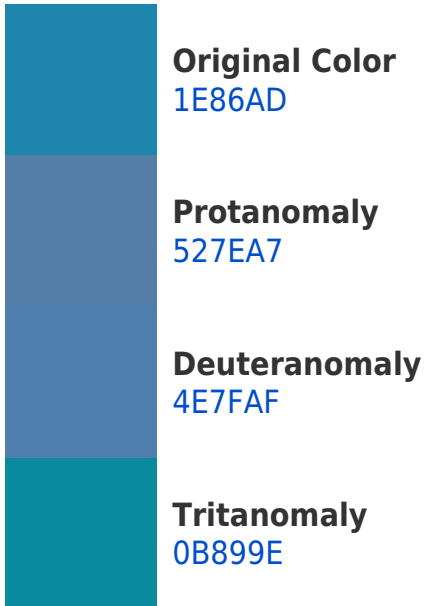 Original Color
1E86AD
Protanomaly
527EA7
Deuteranomaly
4E7FAF
Tritanomaly
0B899E